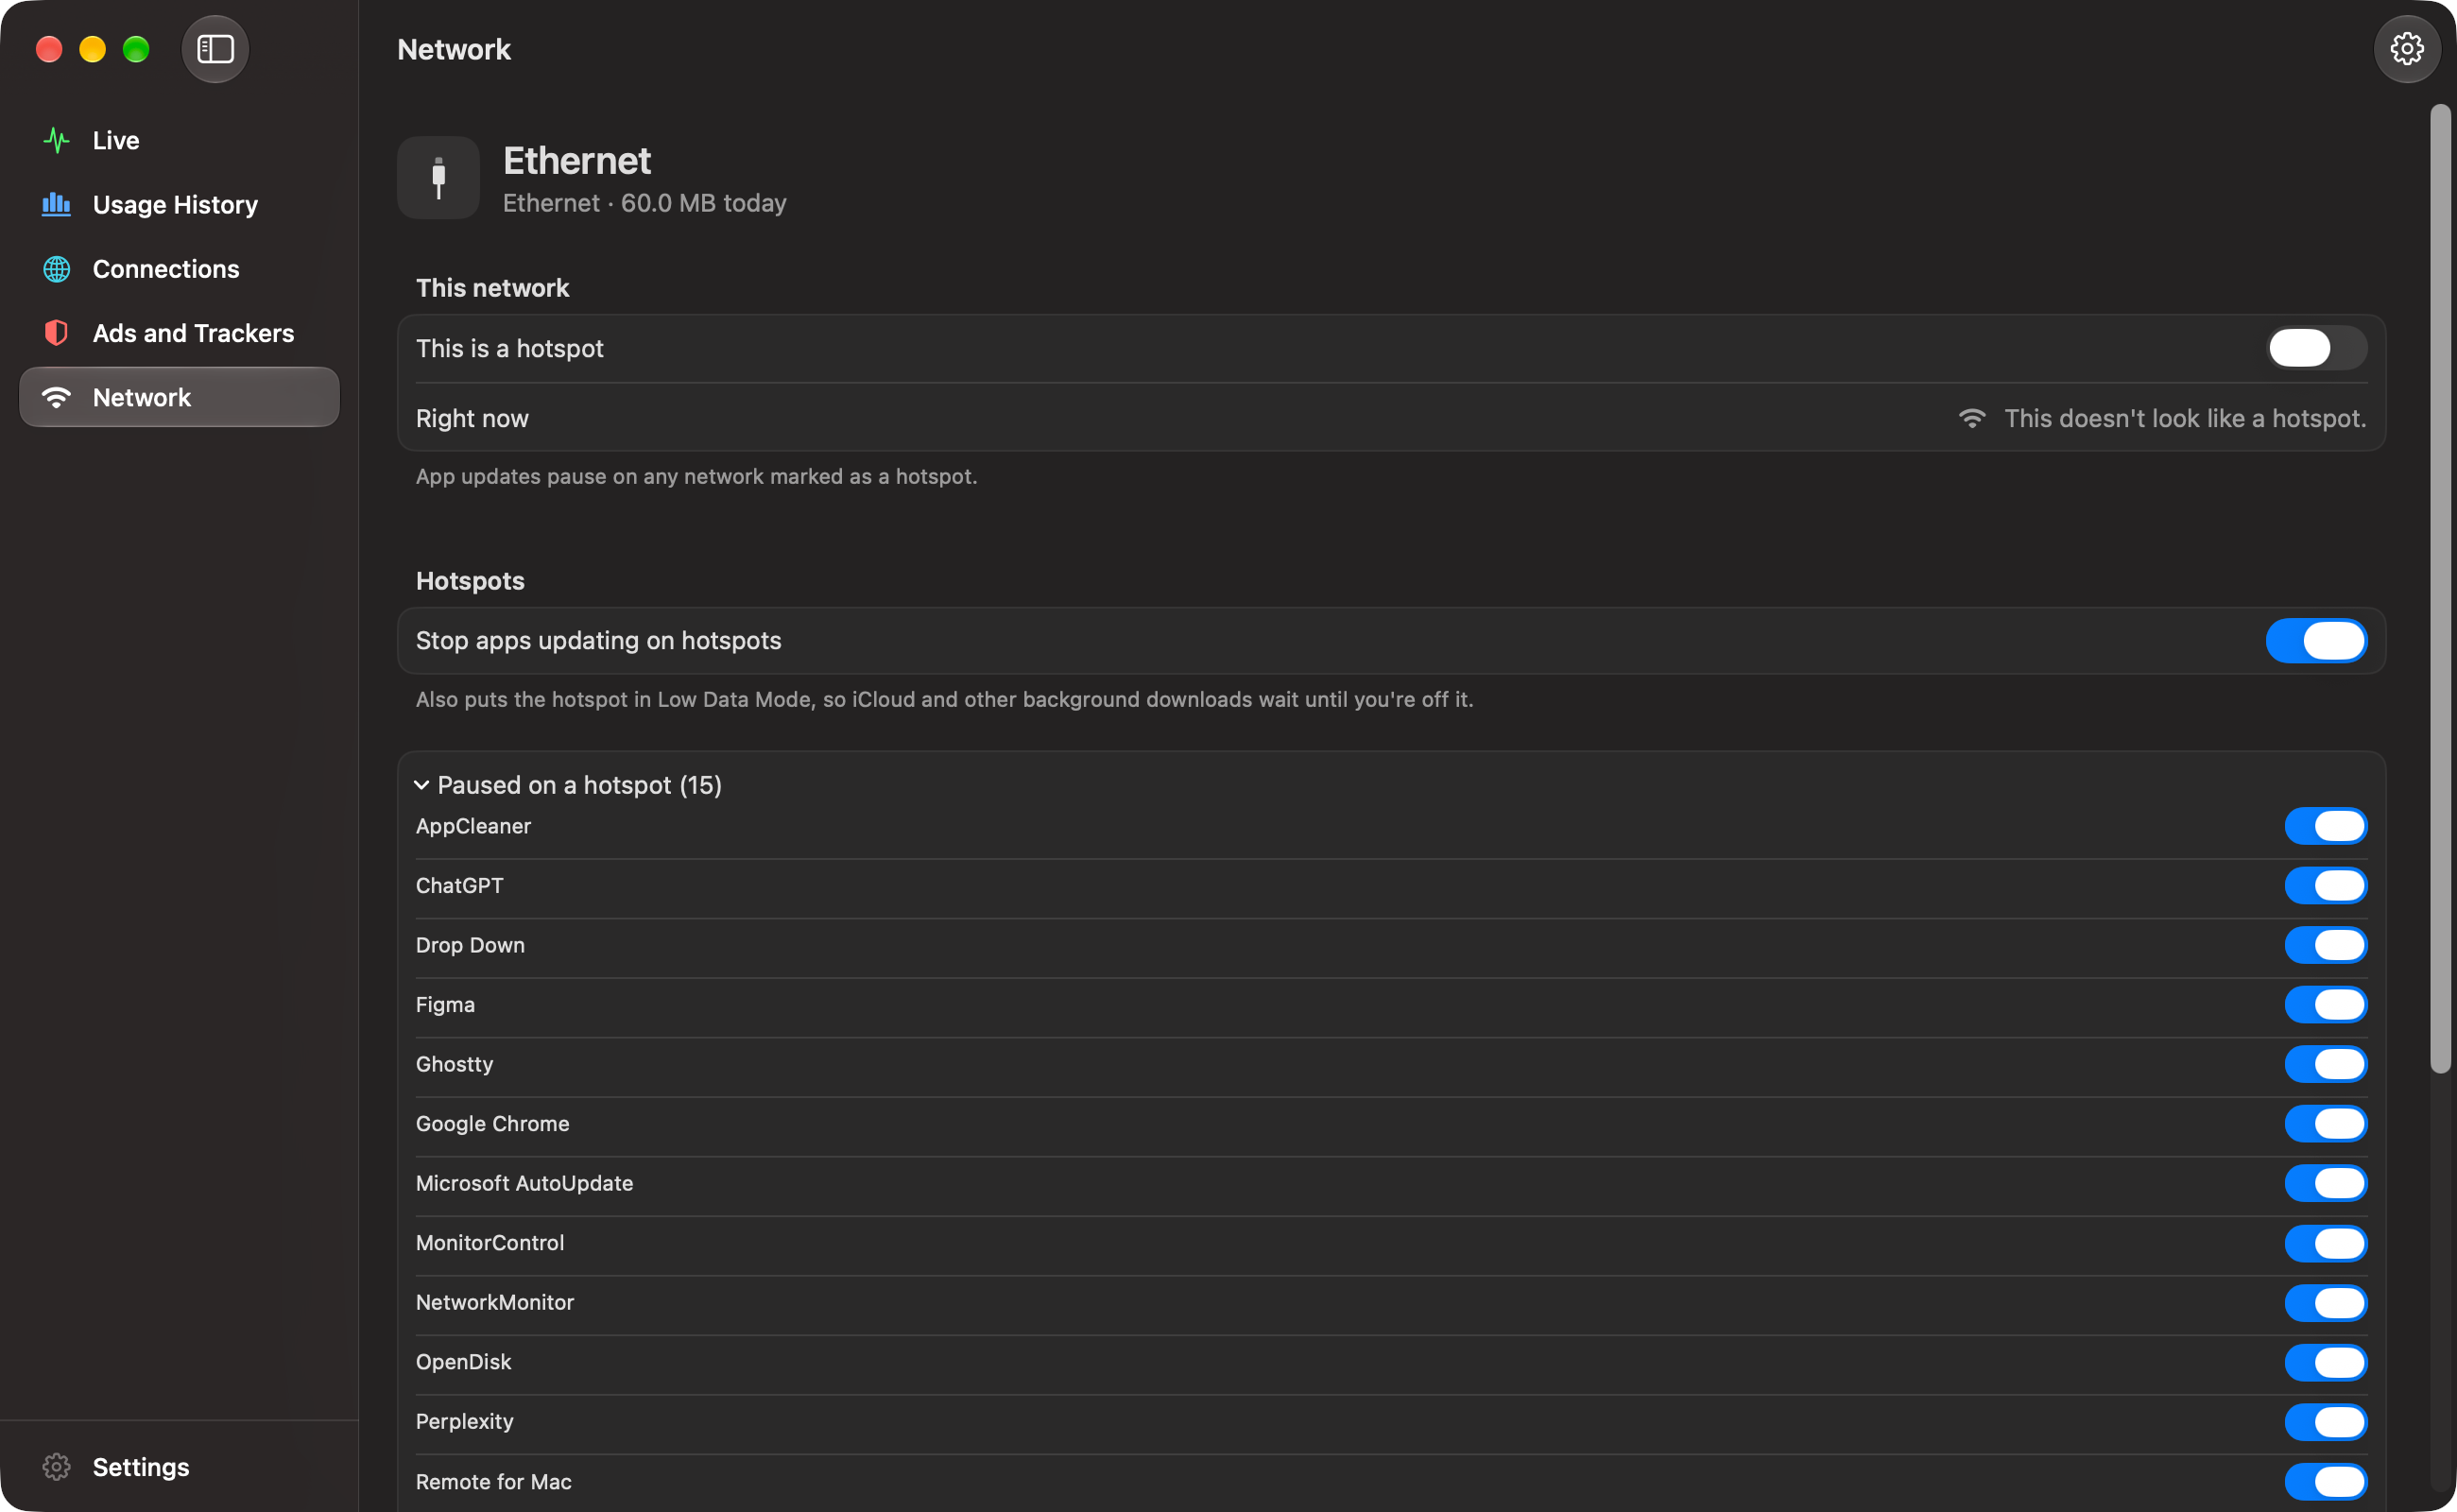 Network
Live
Usage History
Connections
Ads and Trackers
Network
Settings
Ethernet
Ethernet · 60.0 MB today
This network
This is a hotspot
Right now
This doesn't look like a hotspot.
App updates pause on any network marked as a hotspot.
Hotspots
Stop apps updating on hotspots
Also puts the hotspot in Low Data Mode, so iCloud and other background downloads wait until you're off it.
Paused on a hotspot (15)
AppCleaner
ChatGPT
Drop Down
Figma
Ghostty
Google Chrome
Microsoft AutoUpdate
MonitorControl
NetworkMonitor
OpenDisk
Perplexity
Remote for Mac